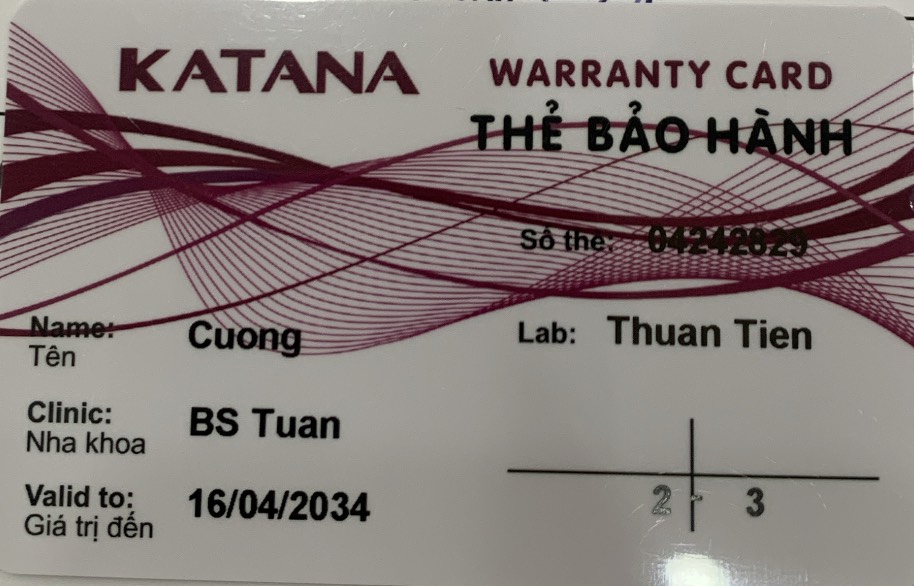 KATANA
WARRANTY CARD
THẺ BẢO HÀNH
Số thẻ: 04242829
Name: Cuong
Tên
Lab: Thuan Tien
Clinic: BS Tuan
Nha khoa
Valid to: 16/04/2034
Giá trị đến
2 - 3